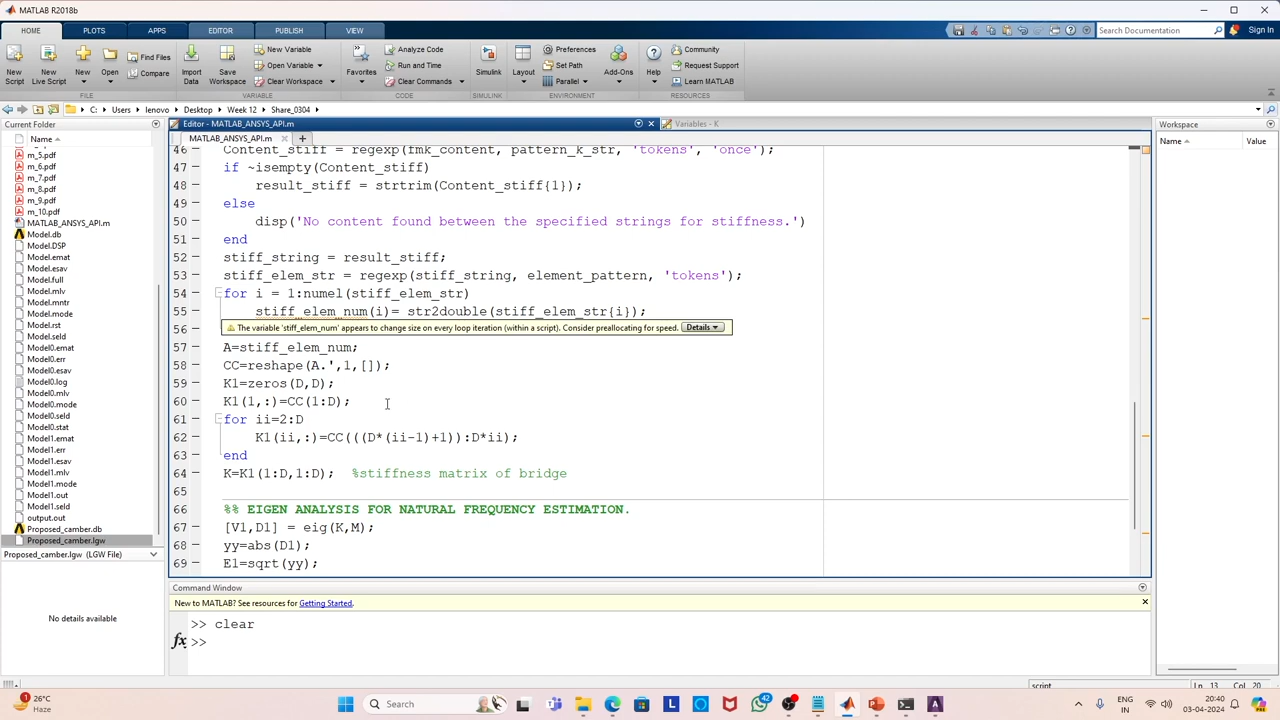 MATLAB R2018b
HOME PLOTS APPS EDITOR PUBLISH VIEW
Search Documentation Sign In
New Script
New Live Script
New
Open
Find Files
Compare
Import Data
Save Workspace
New Variable
Open Variable
Clear Workspace
Favorites
Analyze Code
Run and Time
Clear Commands
Simulink
Layout
Preferences
Set Path
Parallel
Add-Ons
Help
Community
Request Support
Learn MATLAB
FILE VARIABLE CODE SIMULINK ENVIRONMENT RESOURCES
C: Users lenovo Desktop Week 12 Share_0304
Current Folder
Name
m_5.pdf
m_6.pdf
m_7.pdf
m_8.pdf
m_9.pdf
m_10.pdf
MATLAB_ANSYS_API.m
Model.db
Model.DSP
Model.emat
Model.esav
Model.full
Model.mlv
Model.mntr
Model.rst
Model.seld
Model0.emat
Model0.err
Model0.esav
Model0.log
Model0.mlv
Model0.mode
Model0.seld
Model0.stat
Model1.emat
Model1.err
Model1.esav
Model1.mlv
Model1.mode
Model1.out
Model1.seld
output.out
Proposed_camber.db
Proposed_camber.lgw
Proposed_camber.lgw (LGW File)
No details available
Editor - MATLAB_ANSYS_API.m
Variables - K
MATLAB_ANSYS_API.m
46 Content_stiff = regexp(fmk_content, pattern_k_str, 'tokens', 'once');
47 if ~isempty(Content_stiff)
48 result_stiff = strtrim(Content_stiff{1});
49 else
50 disp('No content found between the specified strings for stiffness.')
51 end
52 stiff_string = result_stiff;
53 stiff_elem_str = regexp(stiff_string, element_pattern, 'tokens');
54 for i = 1:numel(stiff_elem_str)
55 stiff_elem_num(i)= str2double(stiff_elem_str{i});
56 The variable 'stiff_elem_num' appears to change size on every loop iteration (within a script). Consider preallocating for speed. Details
57 A=stiff_elem_num;
58 CC=reshape(A.',1,[]);
59 K1=zeros(D,D);
60 K1(1,:)=CC(1:D);
61 for ii=2:D
62 K1(ii,:)=CC(((D*(ii-1)+1)):D*ii);
63 end
64 K=K1(1:D,1:D); %stiffness matrix of bridge
65
66 %% EIGEN ANALYSIS FOR NATURAL FREQUENCY ESTIMATION.
67 [V1,D1] = eig(K,M);
68 yy=abs(D1);
69 E1=sqrt(yy);
Command Window
New to MATLAB? See resources for Getting Started.
>> clear
fx >>
Workspace
Name Value
script Ln 13 Col 20
1
26°C
Haze
Search
42
ENG
IN
20:40
03-04-2024